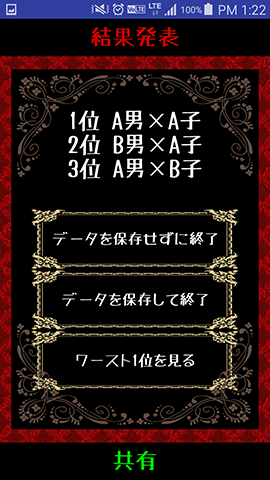 LTE 100% PM 1:22
結果発表
1位 A男×A子
2位 B男×A子
3位 A男×B子
データを保存せずに終了
データを保存して終了
ワースト1位を見る
共有